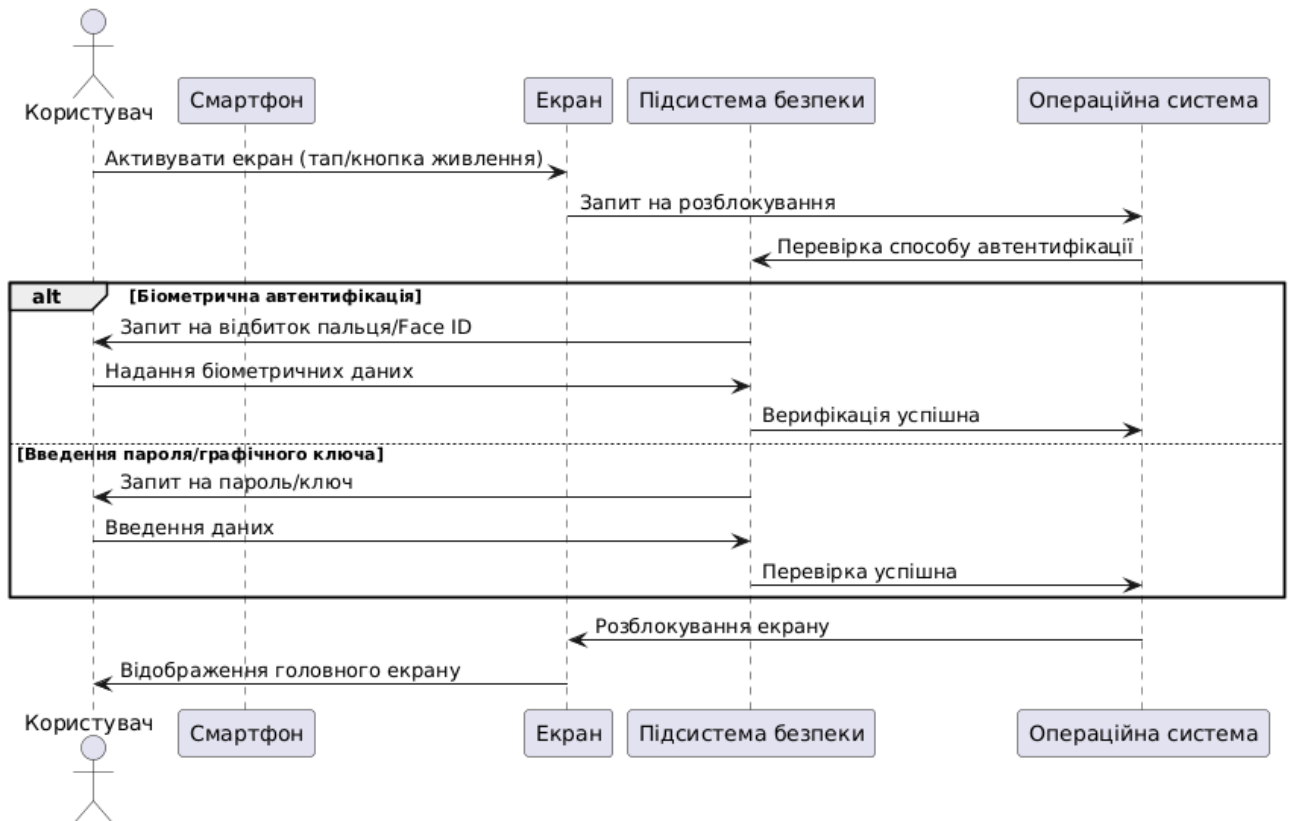 Користувач
Смартфон
Екран
Підсистема безпеки
Операційна система
Активувати екран (тап/кнопка живлення)
Запит на розблокування
Перевірка способу автентифікації
alt
[Біометрична автентифікація]
Запит на відбиток пальця/Face ID
Надання біометричних даних
Верифікація успішна
[Введення пароля/графічного ключа]
Запит на пароль/ключ
Введення даних
Перевірка успішна
Розблокування екрану
Відображення головного екрану
Користувач
Смартфон
Екран
Підсистема безпеки
Операційна система